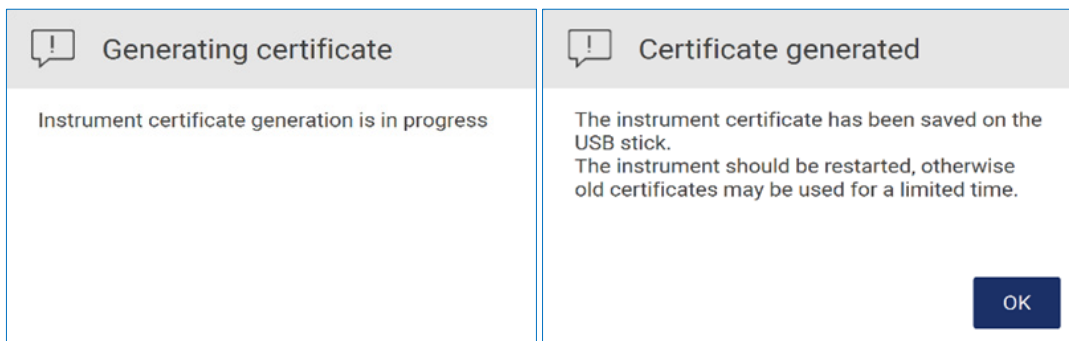 Generating certificate
Instrument certificate generation is in progress
Certificate generated
The instrument certificate has been saved on the
USB stick.
The instrument should be restarted, otherwise
old certificates may be used for a limited time.
OK